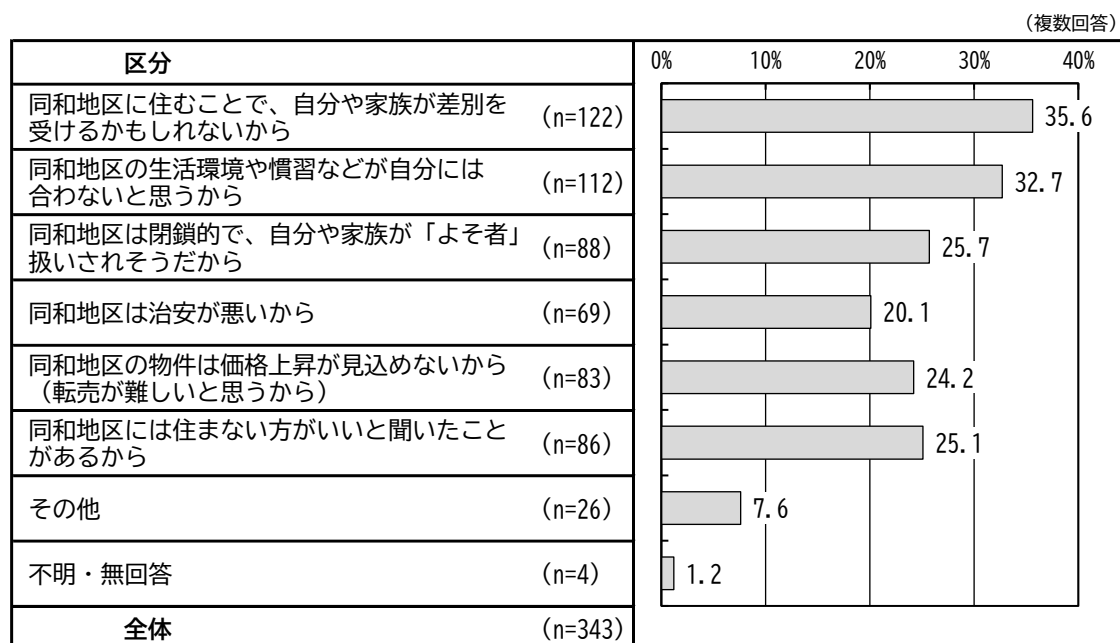 （複数回答）
区分
0% 10% 20% 30% 40%
同和地区に住むことで、自分や家族が差別を
受けるかもしれないから
（n=122）
35.6
同和地区の生活環境や慣習などが自分には
合わないと思うから
（n=112）
32.7
同和地区は閉鎖的で、自分や家族が「よそ者」
扱いされそうだから
（n=88）
25.7
同和地区は治安が悪いから
（n=69）
20.1
同和地区の物件は価格上昇が見込めないから
（転売が難しいと思うから）
（n=83）
24.2
同和地区には住まない方がいいと聞いたこと
があるから
（n=86）
25.1
その他
（n=26）
7.6
不明・無回答
（n=4）
1.2
全体
（n=343）